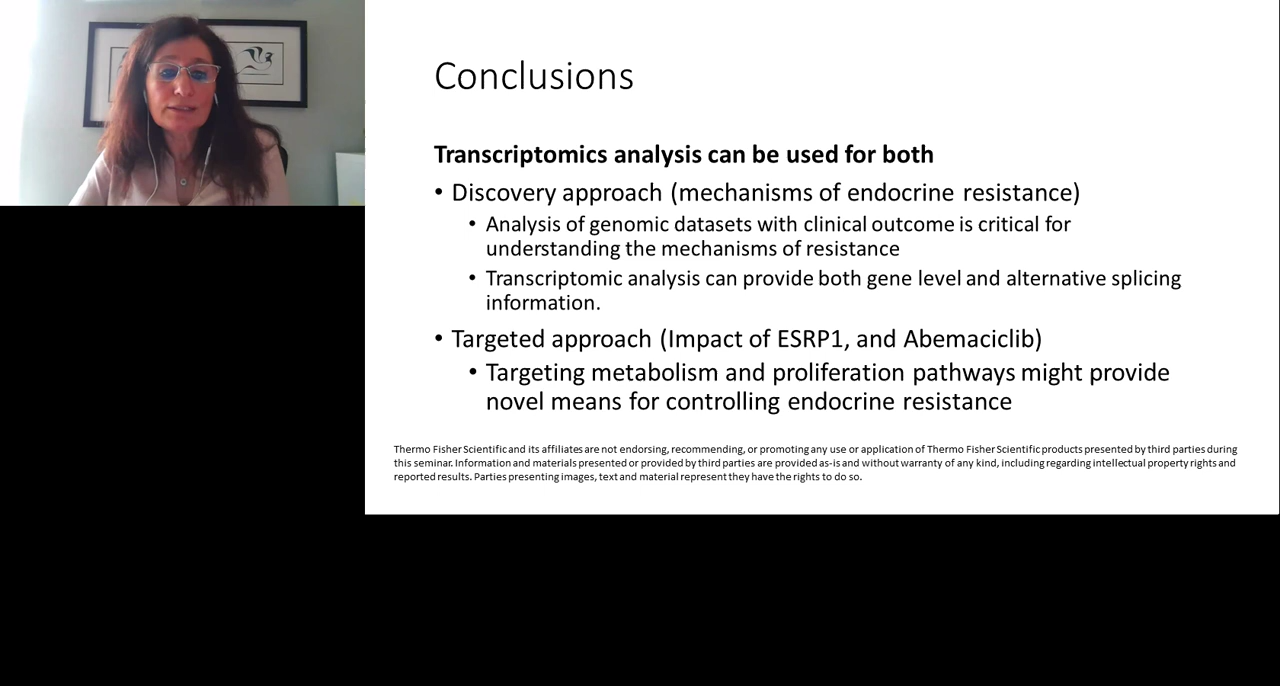 Conclusions
Transcriptomics analysis can be used for both
• Discovery approach (mechanisms of endocrine resistance)
• Analysis of genomic datasets with clinical outcome is critical for
understanding the mechanisms of resistance
• Transcriptomic analysis can provide both gene level and alternative splicing
information.
• Targeted approach (Impact of ESRP1, and Abemaciclib)
• Targeting metabolism and proliferation pathways might provide
novel means for controlling endocrine resistance
Thermo Fisher Scientific and its affiliates are not endorsing, recommending, or promoting any use or application of Thermo Fisher Scientific products presented by third parties during
this seminar. Information and materials presented or provided by third parties are provided as-is and without warranty of any kind, including regarding intellectual property rights and
reported results. Parties presenting images, text and material represent they have the rights to do so.